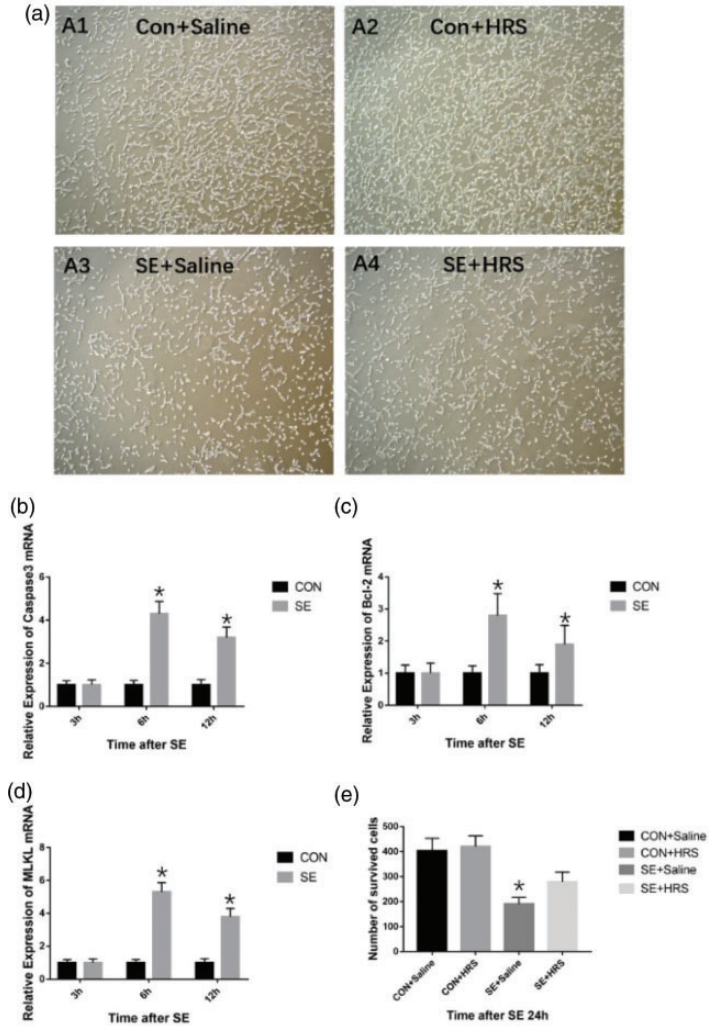 (a)
A1 Con+Saline
A2 Con+HRS
A3 SE+Saline
A4 SE+HRS
(b)
Relative Expression of Caspase3 mRNA
6
4
2
0
*
*
CON
SE
3h 6h 12h
Time after SE
(c)
Relative Expression of Bcl-2 mRNA
4
3
2
1
0
*
*
CON
SE
3h 6h 12h
Time after SE
(d)
Relative Expression of MLKL mRNA
8
6
4
2
0
*
*
CON
SE
3h 6h 12h
Time after SE
(e)
Number of survived cells
500
400
300
200
100
0
*
CON+Saline
CON+HRS
SE+Saline
SE+HRS
CON+Saline CON+HRS SE+Saline SE+HRS
Time after SE 24h